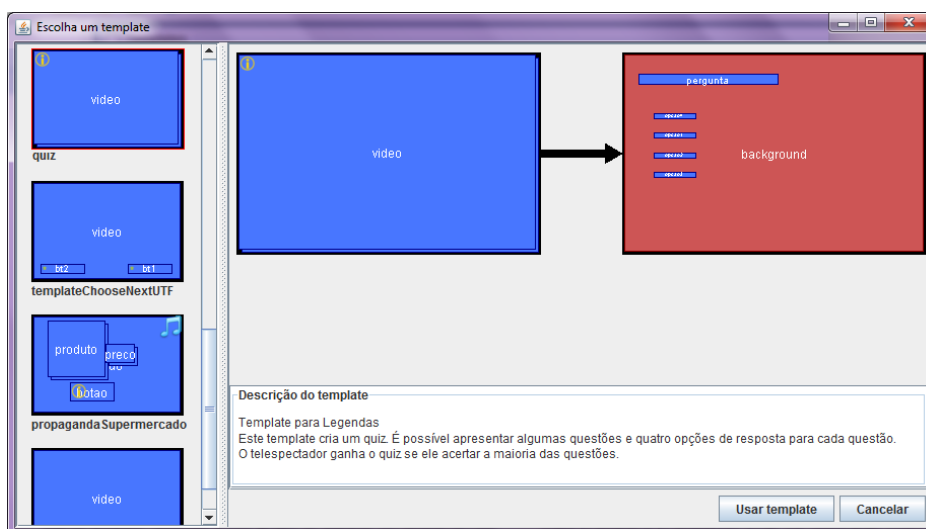 Escolha um template
video
quiz
video
bt2
bt1
templateChooseNextUTF
produto
preco
botao
propagandaSupermercado
video
video
pergunta
background
Descrição do template
Template para Legendas
Este template cria um quiz. É possível apresentar algumas questões e quatro opções de resposta para cada questão.
O telespectador ganha o quiz se ele acertar a maioria das questões.
Usar template
Cancelar